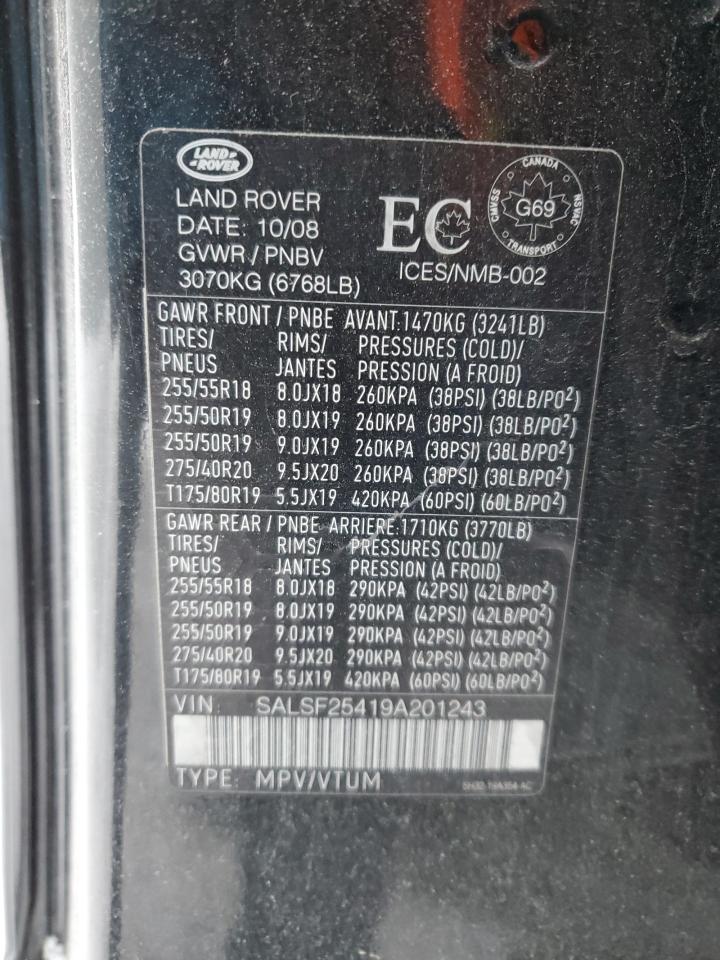 LAND ROVER
LAND ROVER
DATE: 10/08
GVWR / PNBV
3070KG (6768LB)
EC
ICES/NMB-002
CANADA
CMVSS
G69
NSVAC
TRANSPORT
GAWR FRONT / PNBE AVANT:1470KG (3241LB)
TIRES/ RIMS/ PRESSURES (COLD)/
PNEUS JANTES PRESSION (A FROID)
255/55R18 8.0JX18 260KPA (38PSI) (38LB/PO²)
255/50R19 8.0JX19 260KPA (38PSI) (38LB/PO²)
255/50R19 9.0JX19 260KPA (38PSI) (38LB/PO²)
275/40R20 9.5JX20 260KPA (38PSI) (38LB/PO²)
T175/80R19 5.5JX19 420KPA (60PSI) (60LB/PO²)
GAWR REAR / PNBE ARRIERE:1710KG (3770LB)
TIRES/ RIMS/ PRESSURES (COLD)/
PNEUS JANTES PRESSION (A FROID)
255/55R18 8.0JX18 290KPA (42PSI) (42LB/PO²)
255/50R19 8.0JX19 290KPA (42PSI) (42LB/PO²)
255/50R19 9.0JX19 290KPA (42PSI) (42LB/PO²)
275/40R20 9.5JX20 290KPA (42PSI) (42LB/PO²)
T175/80R19 5.5JX19 420KPA (60PSI) (60LB/PO²)
VIN: SALSF25419A201243
TYPE: MPV/VTUM